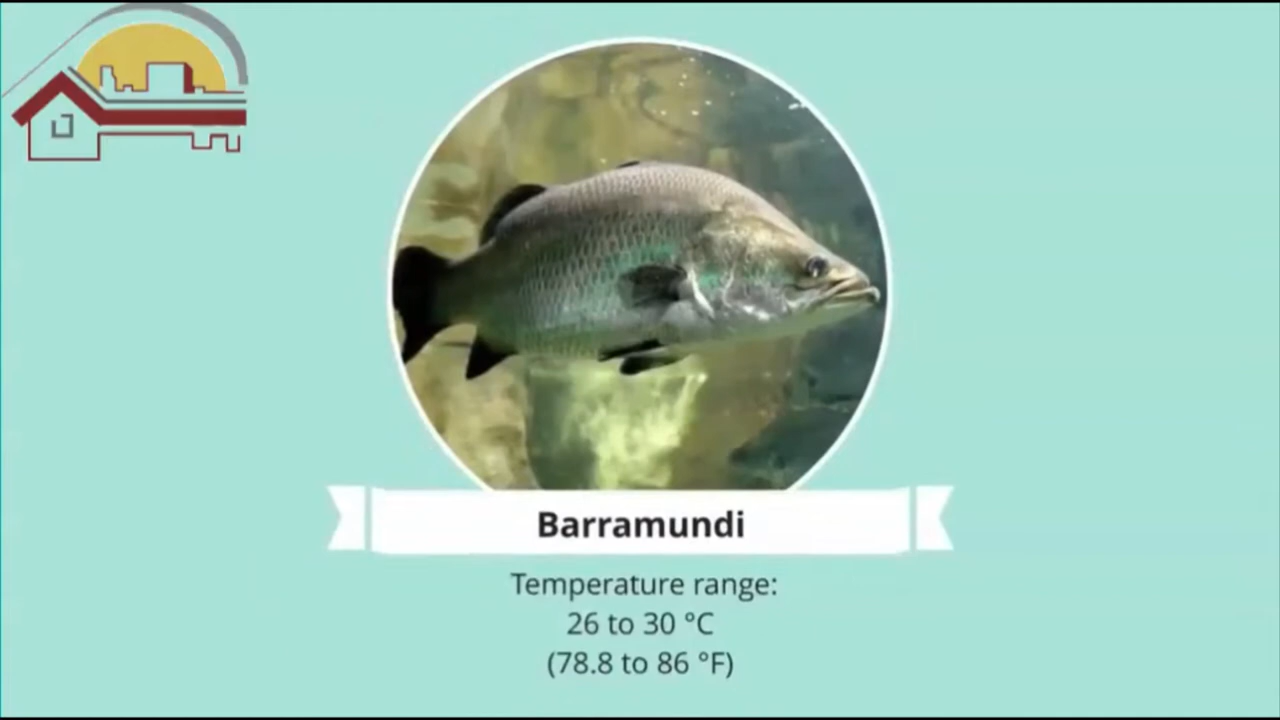 Barramundi
Temperature range:
26 to 30 °C
(78.8 to 86 °F)